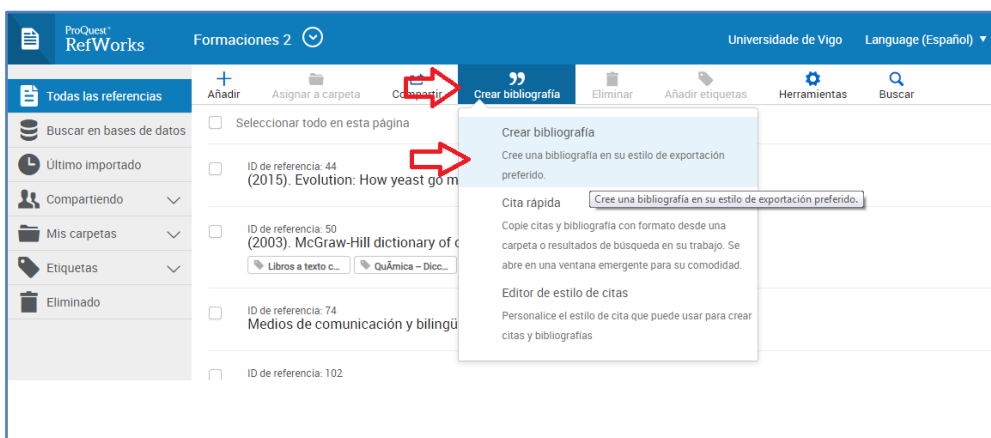 ProQuest®
RefWorks
Formaciones 2
Universidade de Vigo
Language (Español)
Todas las referencias
Buscar en bases de datos
Último importado
Compartiendo
Mis carpetas
Etiquetas
Eliminado
Añadir
Asignar a carpeta
Compartir
Crear bibliografía
Eliminar
Añadir etiquetas
Herramientas
Buscar
Seleccionar todo en esta página
ID de referencia: 44
(2015). Evolution: How yeast go m
ID de referencia: 50
(2003). McGraw-Hill dictionary of
Libros a texto c...
QuÃmica – Dicc...
ID de referencia: 74
Medios de comunicación y bilingü
ID de referencia: 102
Crear bibliografía
Cree una bibliografía en su estilo de exportación
preferido.
Cree una bibliografía en su estilo de exportación preferido.
Cita rápida
Copie citas y bibliografía con formato desde una
carpeta o resultados de búsqueda en su trabajo. Se
abre en una ventana emergente para su comodidad.
Editor de estilo de citas
Personalice el estilo de cita que puede usar para crear
citas y bibliografías